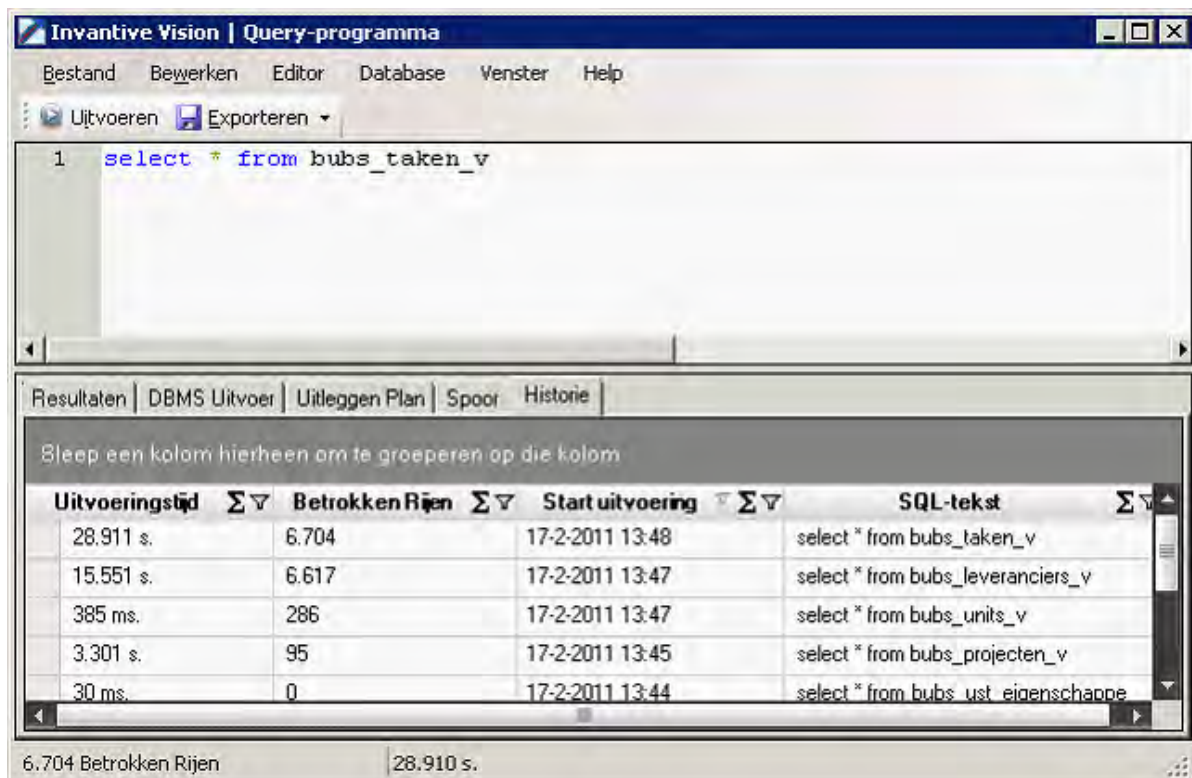 Invantive Vision | Query-programma
Bestand Bewerken Editor Database Venster Help
Uitvoeren Exporteren
1 select * from bubs_taken_v
Resultaten DBMS Uitvoer Uitleggen Plan Spoor Historie
Sleep een kolom hierheen om te groeperen op die kolom
Uitvoeringstijd Σ Betrokken Rijen Σ Start uitvoering Σ SQL-tekst Σ
28.911 s. 6.704 17-2-2011 13:48 select * from bubs_taken_v
15.551 s. 6.617 17-2-2011 13:47 select * from bubs_leveranciers_v
385 ms. 286 17-2-2011 13:47 select * from bubs_units_v
3.301 s. 95 17-2-2011 13:45 select * from bubs_projecten_v
30 ms. 0 17-2-2011 13:44 select * from bubs_ust_eigenschappe
6.704 Betrokken Rijen 28.910 s.